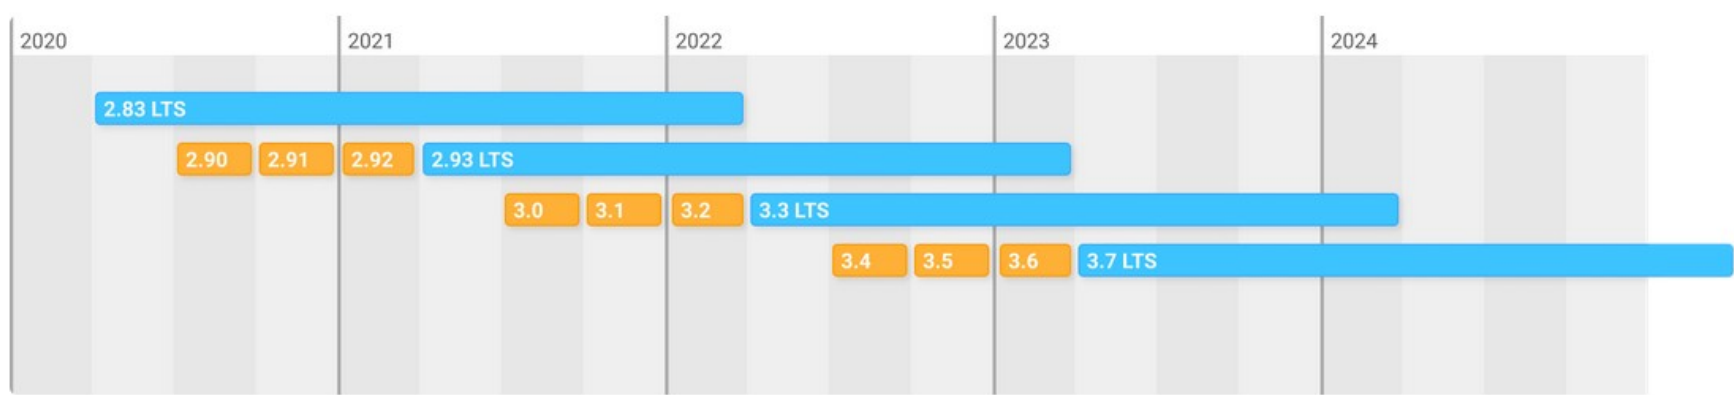 2020 2021 2022 2023 2024
2.83 LTS
2.90 2.91 2.92 2.93 LTS
3.0 3.1 3.2 3.3 LTS
3.4 3.5 3.6 3.7 LTS